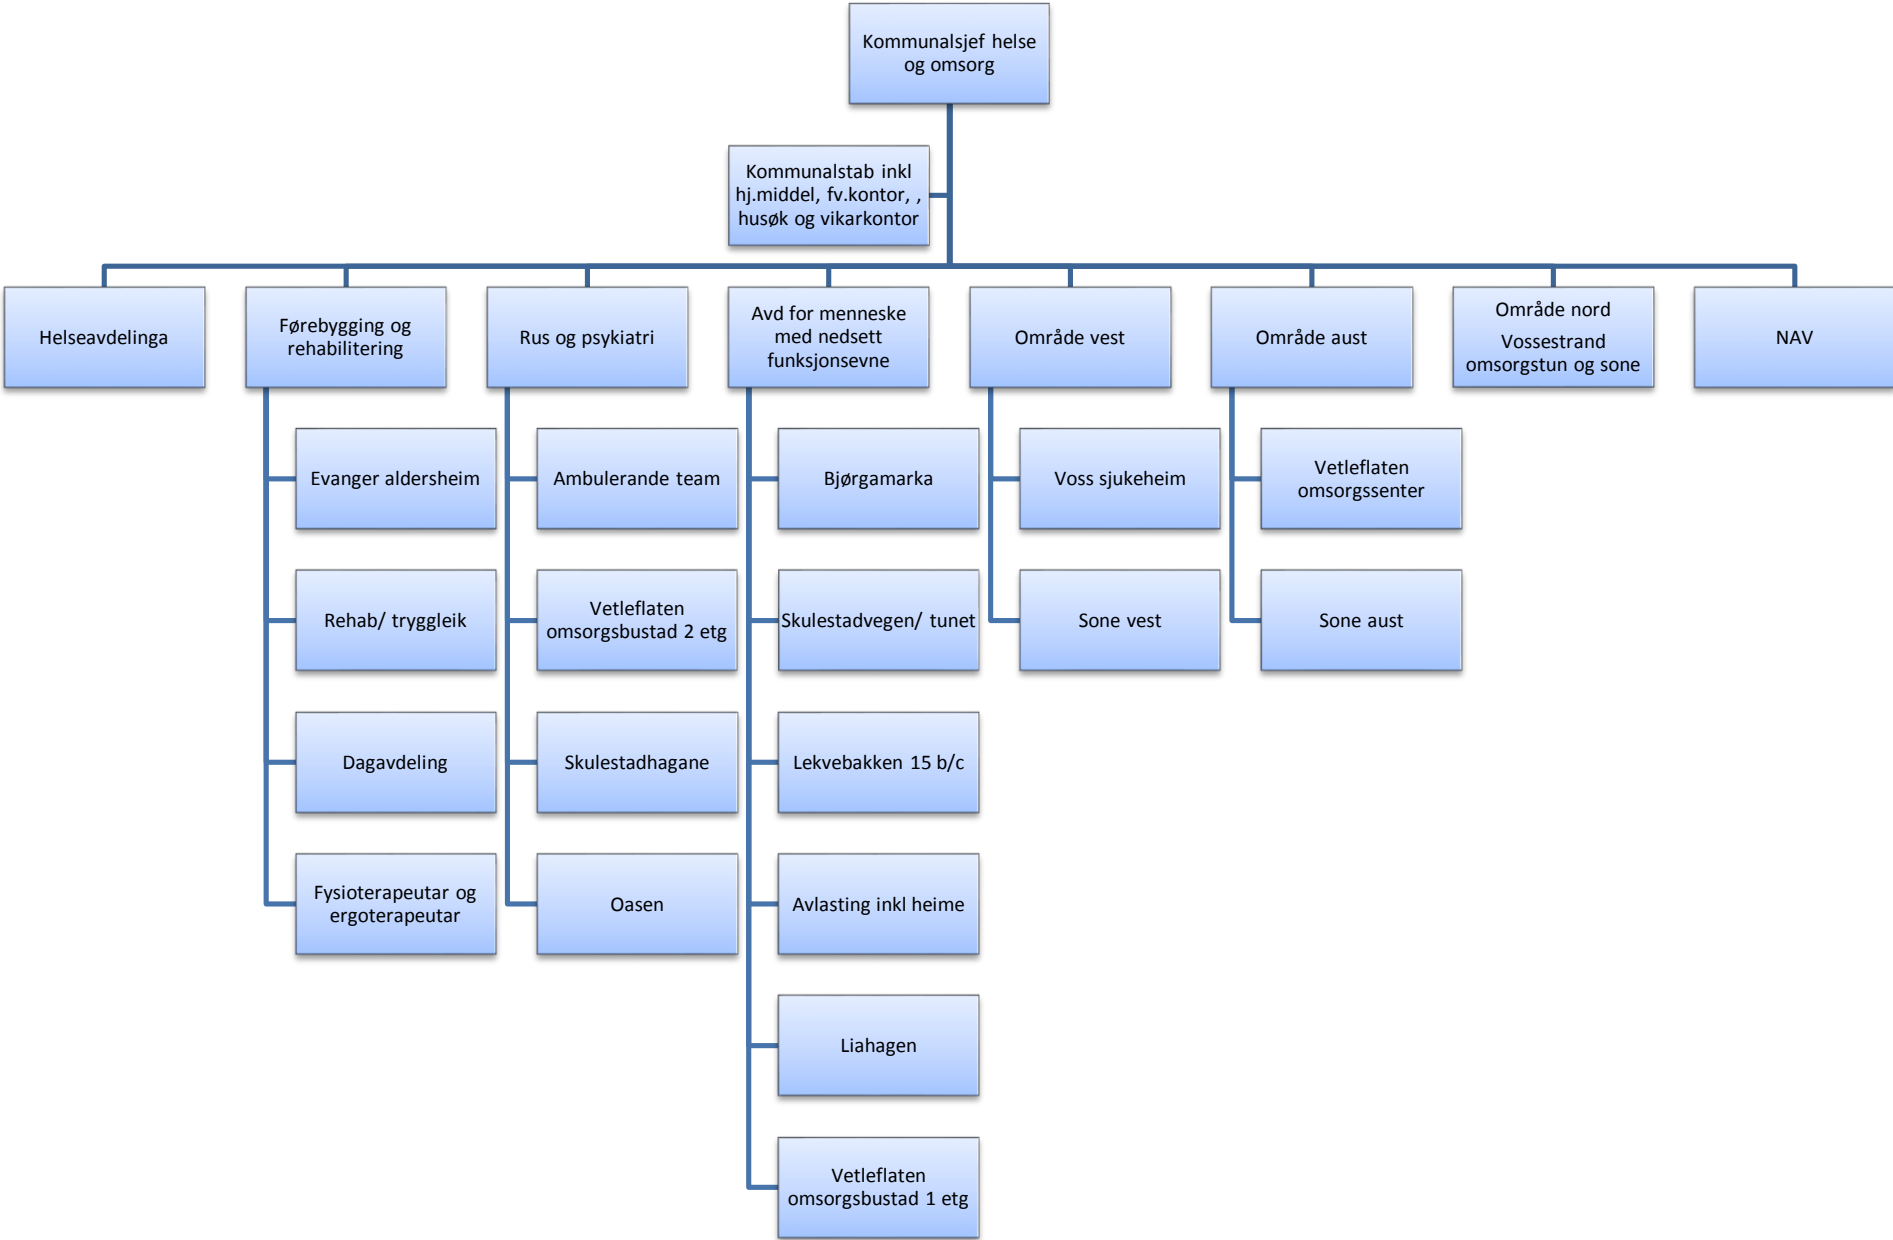 Kommunalsjef helse
og omsorg
Kommunalstab inkl
hj.middel, fv.kontor, ,
husøk og vikarkontor
Helseavdelinga
Førebygging og
rehabilitering
Rus og psykiatri
Avd for menneske
med nedsett
funksjonsevne
Område vest
Område aust
Område nord
Vossestrand
omsorgstun og sone
NAV
Evanger aldersheim
Rehab/ tryggleik
Dagavdeling
Fysioterapeutar og
ergoterapeutar
Ambulerande team
Vetleflaten
omsorgsbustad 2 etg
Skulestadhagane
Oasen
Bjørgamarka
Skulestadvegen/ tunet
Lekvebakken 15 b/c
Avlasting inkl heime
Liahagen
Vetleflaten
omsorgsbustad 1 etg
Voss sjukeheim
Sone vest
Vetleflaten
omsorgssenter
Sone aust